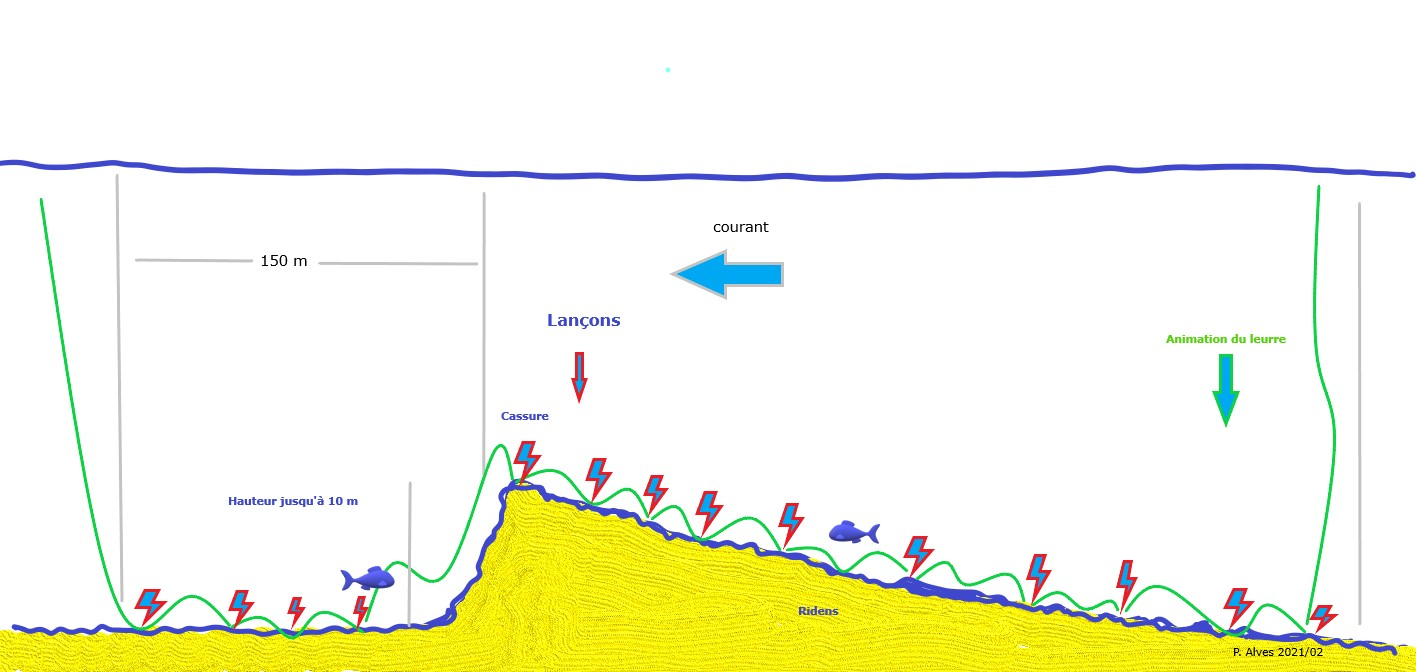 courant
150 m
Lançons
Animation du leurre
Cassure
Hauteur jusqu'à 10 m
Ridens
P. Alves 2021/02